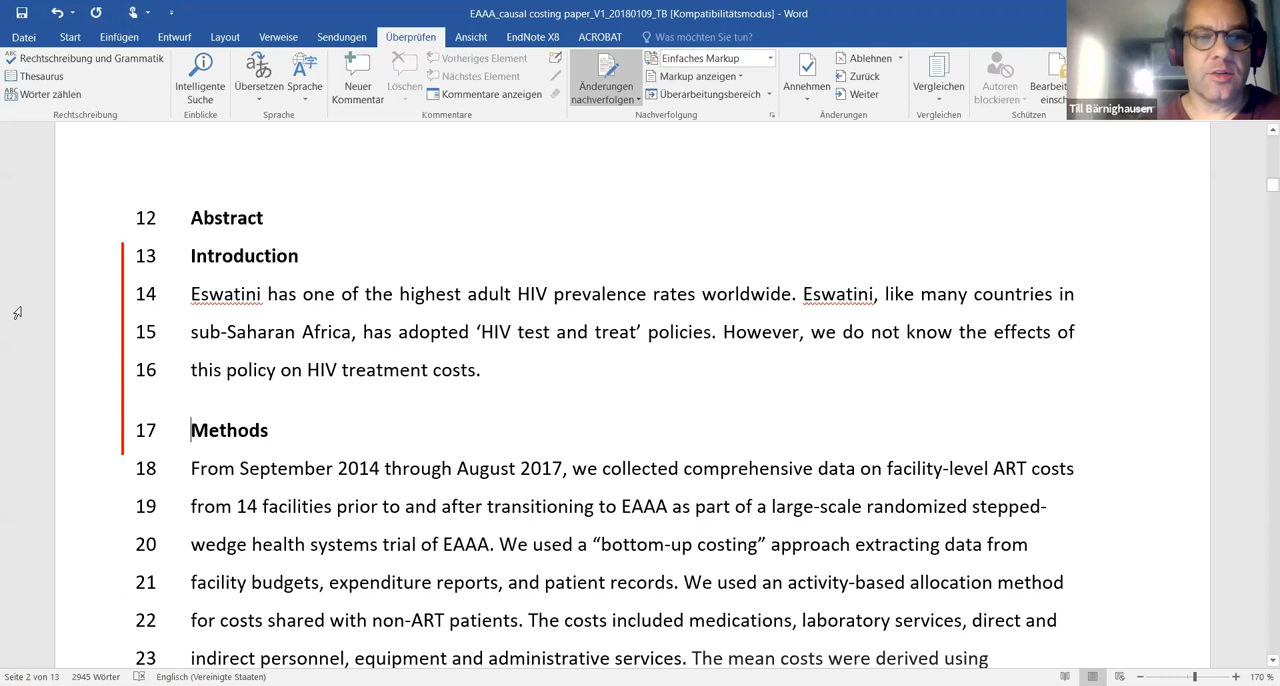 EAAA_causal costing paper_V1_20180109_TB [Kompatibilitätsmodus] - Word
Datei Start Einfügen Entwurf Layout Verweise Sendungen Überprüfen Ansicht EndNote X8 ACROBAT Was möchten Sie tun?
Rechtschreibung und Grammatik
Thesaurus
Wörter zählen
Rechtschreibung
Intelligente Suche
Einblicke
Übersetzen Sprache
Sprache
Neuer Kommentar
Löschen
Vorheriges Element
Nächstes Element
Kommentare anzeigen
Kommentare
Änderungen nachverfolgen
Einfaches Markup
Markup anzeigen
Überarbeitungsbereich
Nachverfolgung
Annehmen
Ablehnen
Zurück
Weiter
Änderungen
Vergleichen
Vergleichen
Autoren blockieren
Schützen
Till Bärnighausen
12 Abstract
13 Introduction
14 Eswatini has one of the highest adult HIV prevalence rates worldwide. Eswatini, like many countries in
15 sub-Saharan Africa, has adopted ‘HIV test and treat’ policies. However, we do not know the effects of
16 this policy on HIV treatment costs.
17 Methods
18 From September 2014 through August 2017, we collected comprehensive data on facility-level ART costs
19 from 14 facilities prior to and after transitioning to EAAA as part of a large-scale randomized stepped-
20 wedge health systems trial of EAAA. We used a “bottom-up costing” approach extracting data from
21 facility budgets, expenditure reports, and patient records. We used an activity-based allocation method
22 for costs shared with non-ART patients. The costs included medications, laboratory services, direct and
23 indirect personnel, equipment and administrative services. The mean costs were derived using
Seite 2 von 13 2945 Wörter Englisch (Vereinigte Staaten) 170 %